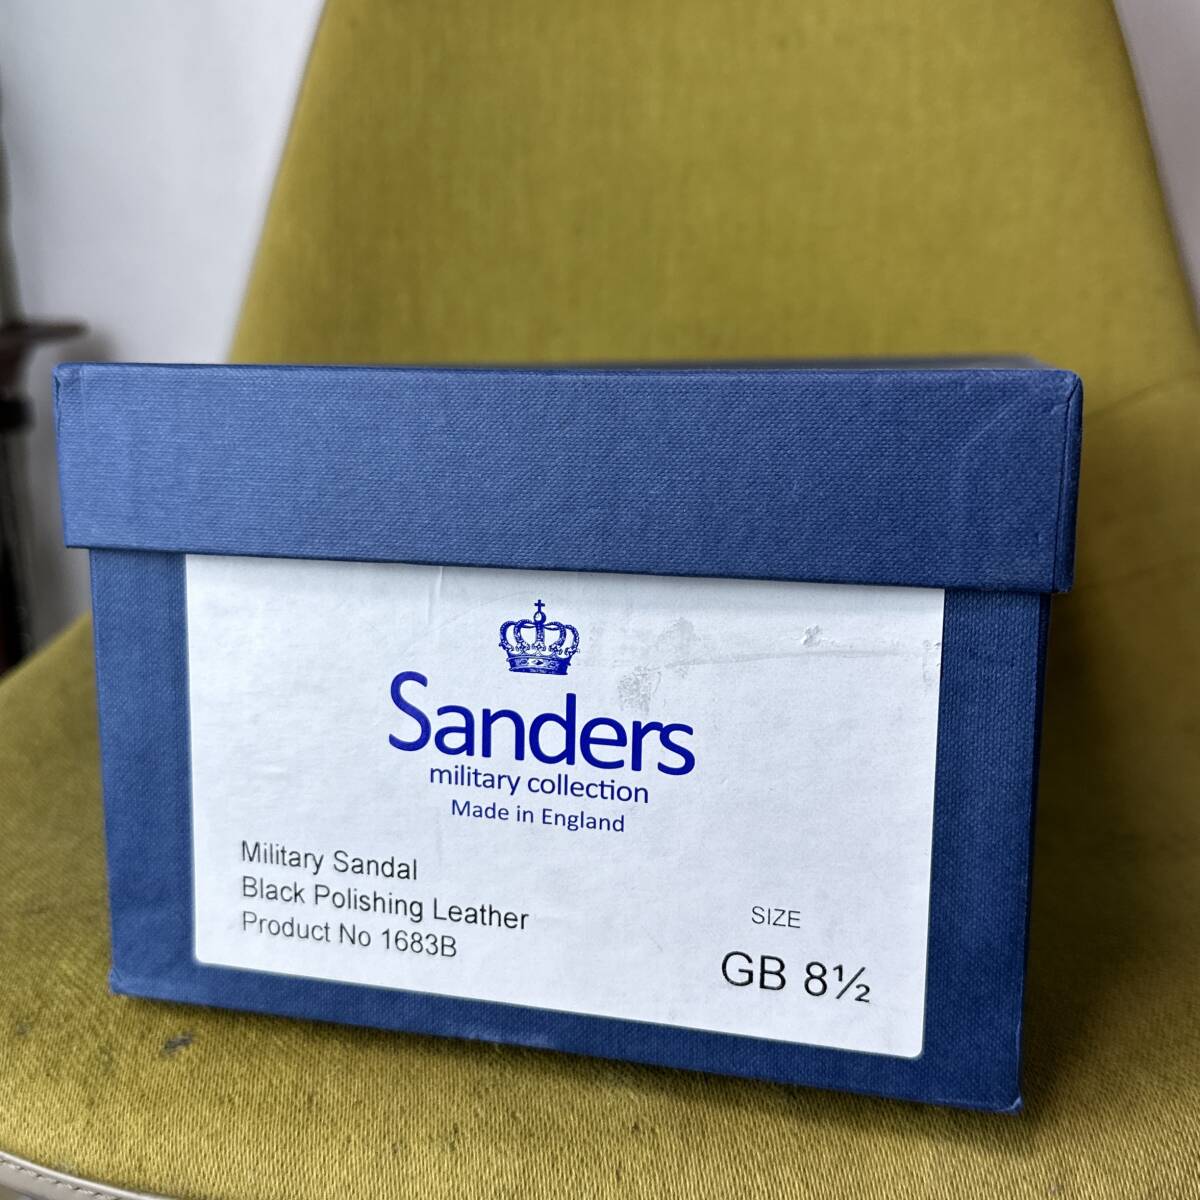 Sanders
military collection
Made in England
Military Sandal
Black Polishing Leather
Product No 1683B
SIZE
GB 8½